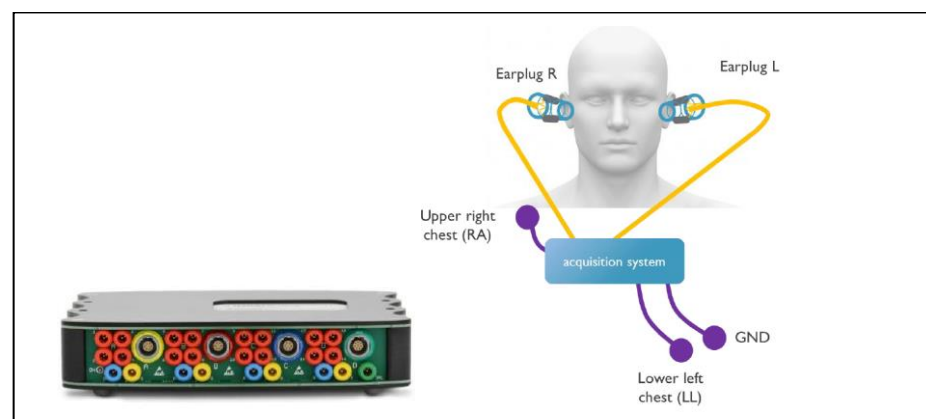 Earplug R
Earplug L
Upper right
chest (RA)
acquisition system
GND
Lower left
chest (LL)
A
B
C
D